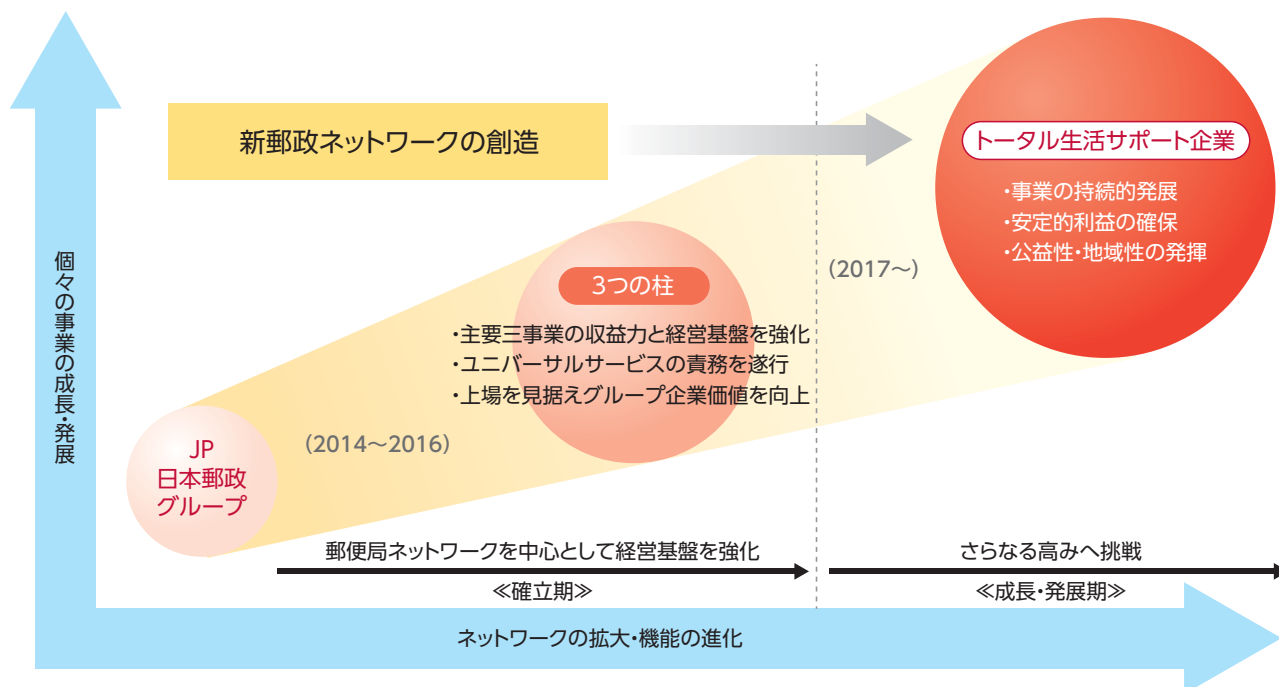 新郵政ネットワークの創造
トータル生活サポート企業
・事業の持続的発展
・安定的利益の確保
・公益性・地域性の発揮
(2017〜)
3つの柱
・主要三事業の収益力と経営基盤を強化
・ユニバーサルサービスの責務を遂行
・上場を見据えグループ企業価値を向上
個々の事業の成長・発展
(2014〜2016)
JP
日本郵政
グループ
郵便局ネットワークを中心として経営基盤を強化
≪確立期≫
さらなる高みへ挑戦
≪成長・発展期≫
ネットワークの拡大・機能の進化